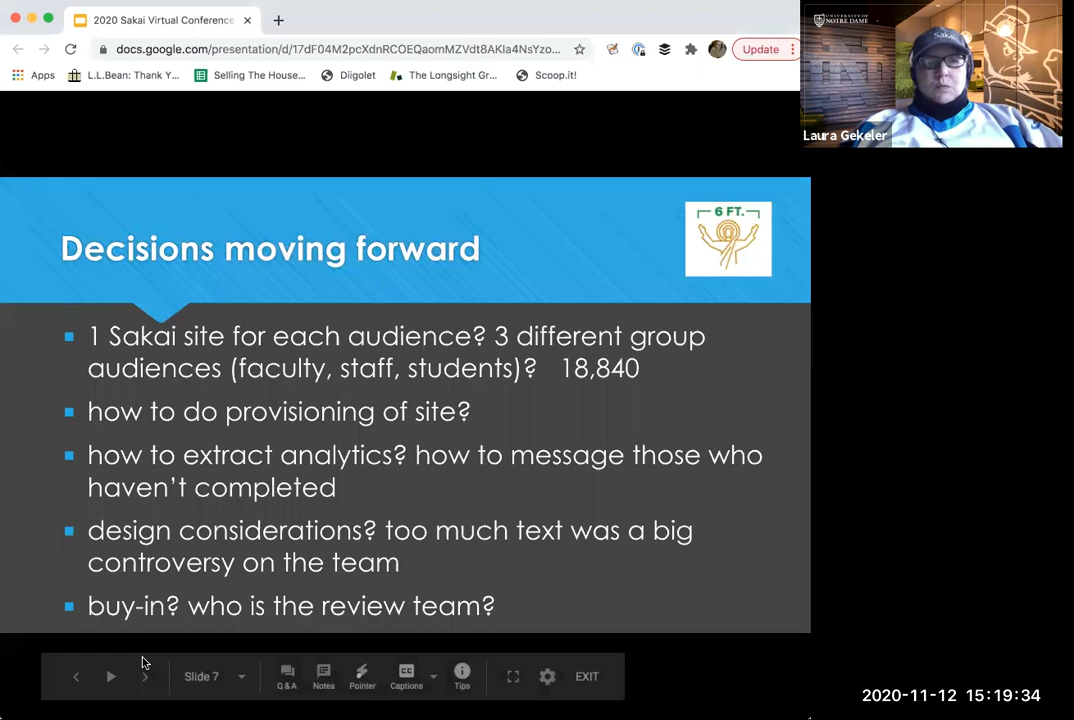 2020 Sakai Virtual Conference
docs.google.com/presentation/d/17dF04M2pcXdnRCOEQaomMZVdt8AKIa4NsYzo...
Update
Apps
L.L.Bean: Thank Y...
Selling The House...
Diigolet
The Longsight Gr...
Scoop.it!
UNIVERSITY OF
NOTRE DAME
Sakai
Laura Gekeler
6 FT.
Decisions moving forward
1 Sakai site for each audience? 3 different group
audiences (faculty, staff, students)? 18,840
how to do provisioning of site?
how to extract analytics? how to message those who
haven't completed
design considerations? too much text was a big
controversy on the team
buy-in? who is the review team?
Slide 7
Q & A
Notes
Pointer
CC
Captions
Tips
EXIT
2020-11-12 15:19:34